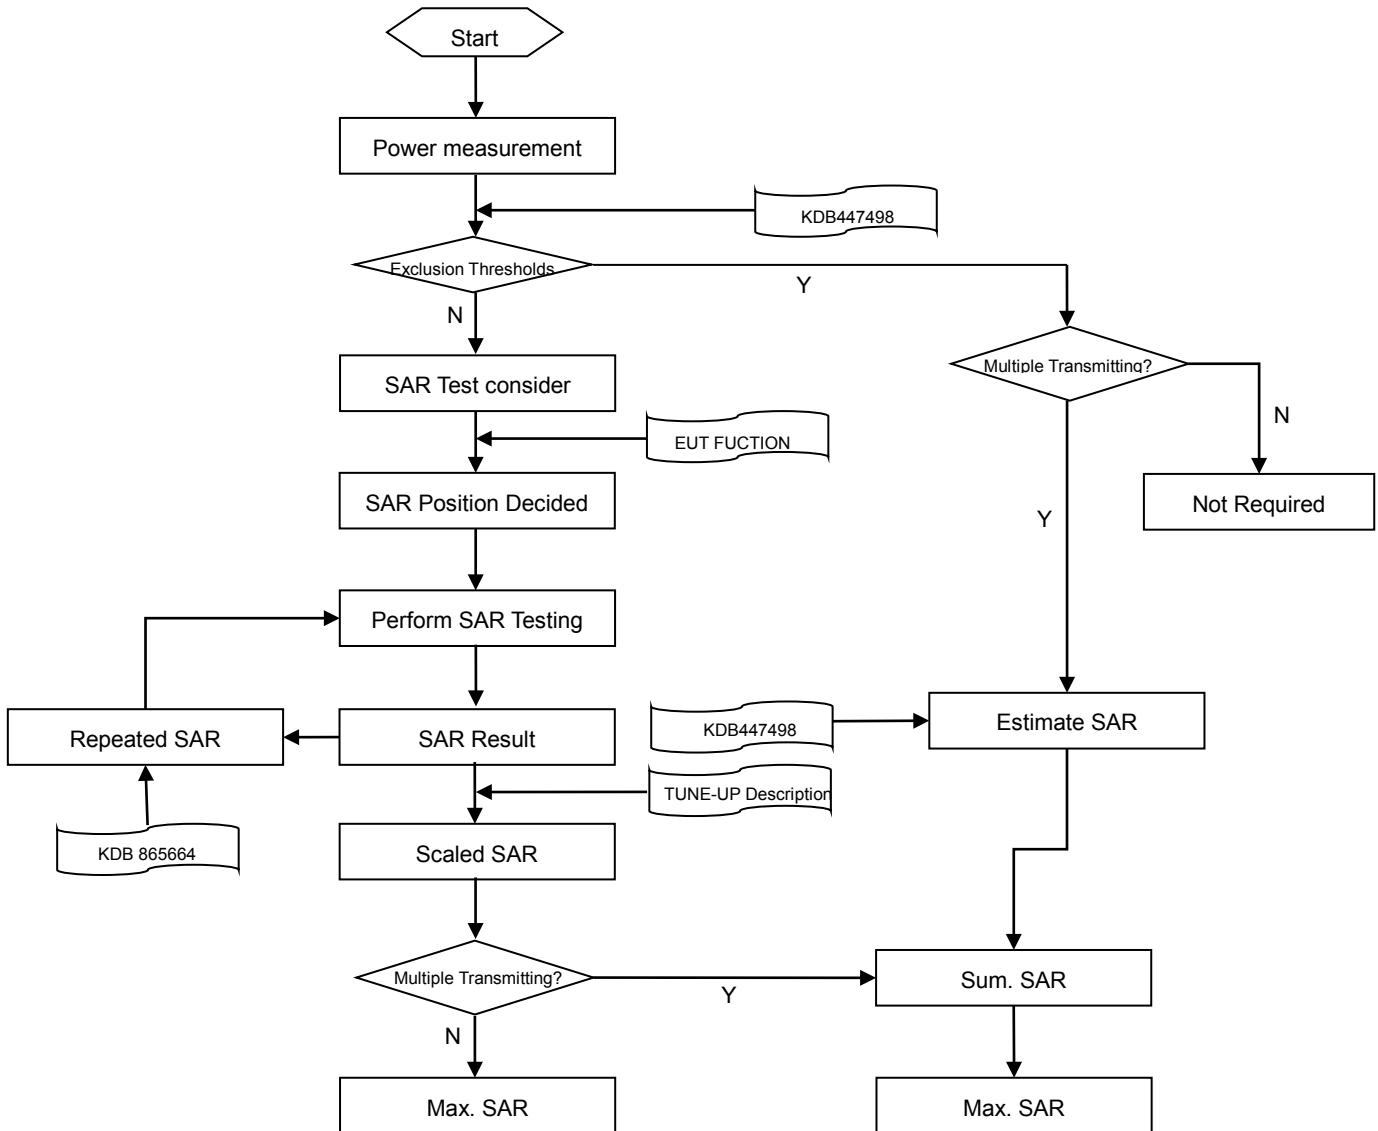 Start
Power measurement
KDB447498
Exclusion Thresholds
Y
N
Multiple Transmitting?
SAR Test consider
N
EUT FUCTION
SAR Position Decided
Not Required
Y
Perform SAR Testing
Repeated SAR
SAR Result
KDB447498
Estimate SAR
TUNE-UP Description
KDB 865664
Scaled SAR
Multiple Transmitting?
Y
Sum. SAR
N
Max. SAR
Max. SAR